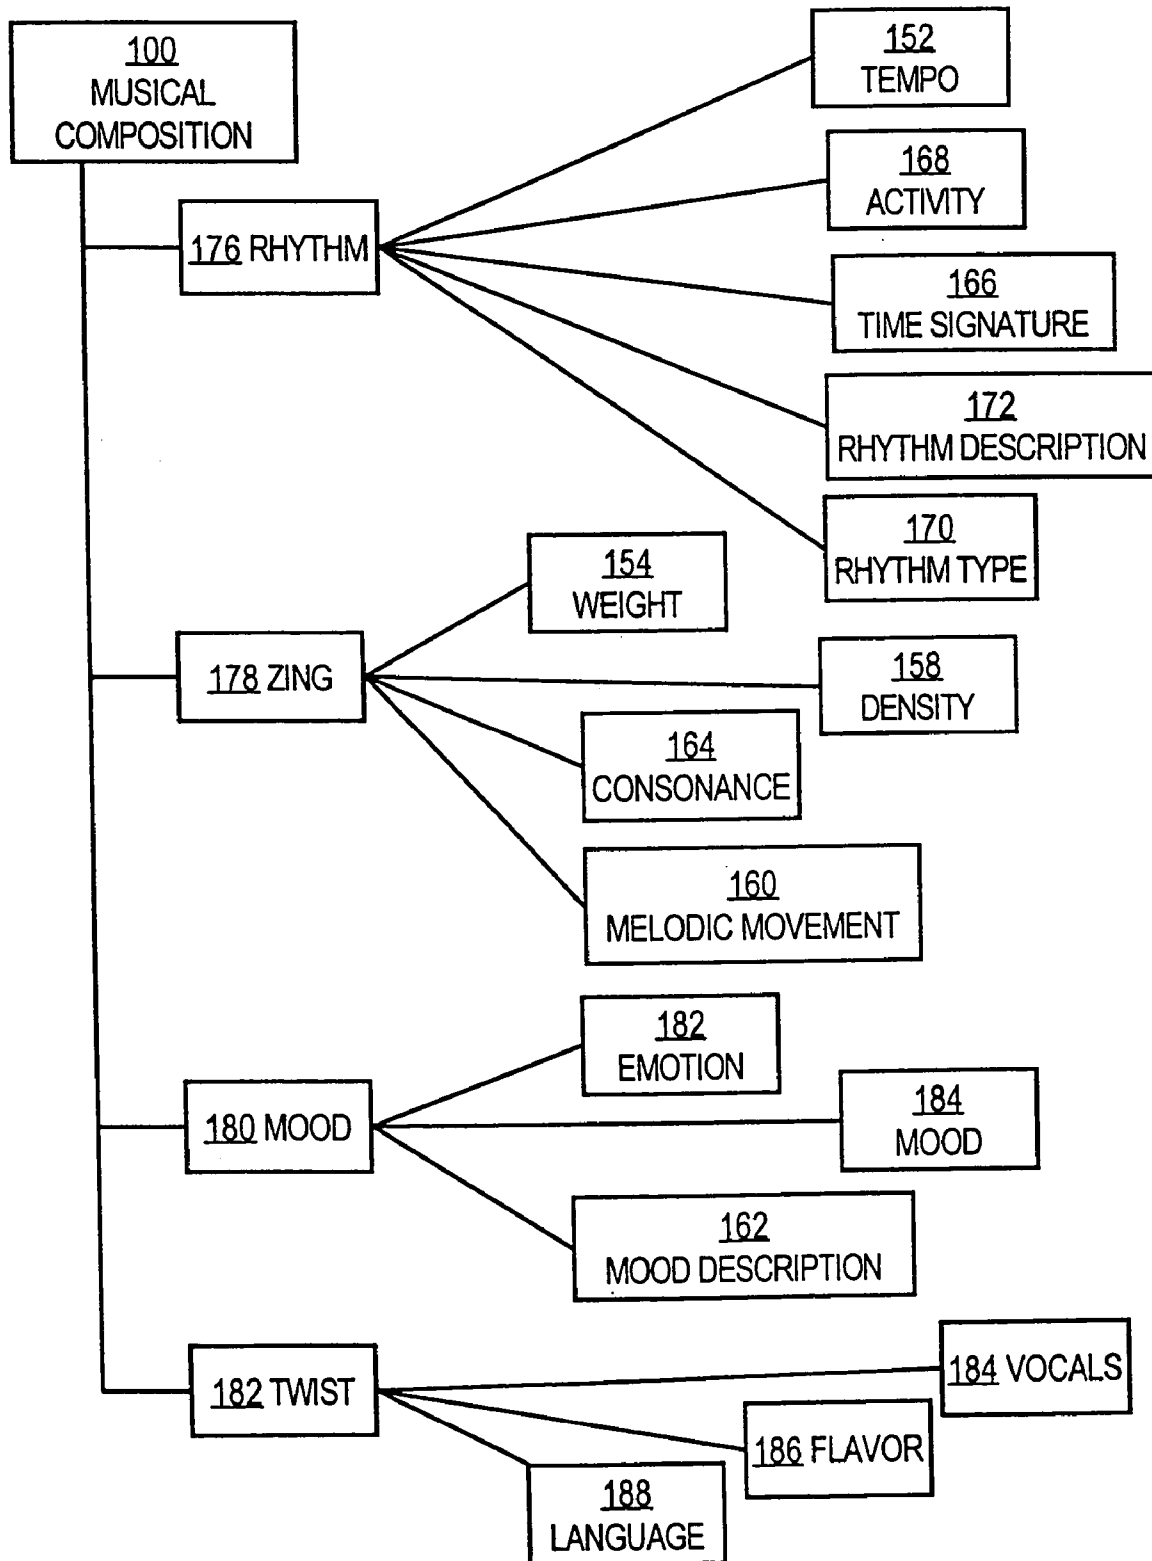 100
MUSICAL
COMPOSITION
152
TEMPO
168
ACTIVITY
176 RHYTHM
166
TIME SIGNATURE
172
RHYTHM DESCRIPTION
170
RHYTHM TYPE
154
WEIGHT
178 ZING
158
DENSITY
164
CONSONANCE
160
MELODIC MOVEMENT
182
EMOTION
180 MOOD
184
MOOD
162
MOOD DESCRIPTION
184 VOCALS
182 TWIST
186 FLAVOR
188
LANGUAGE